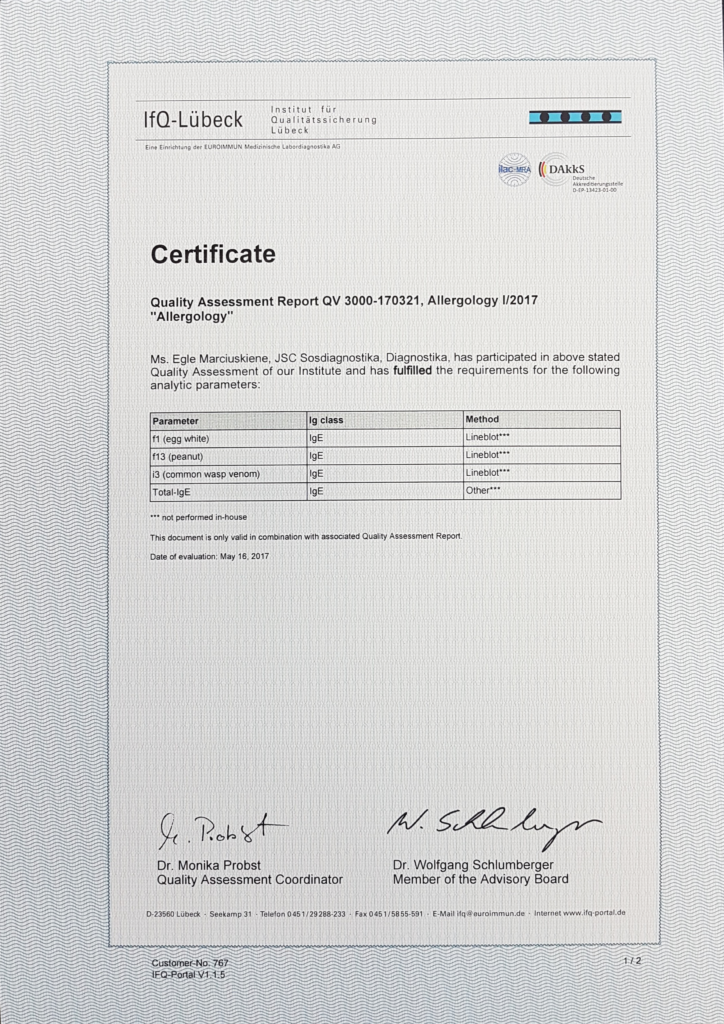 IfQ-Lübeck
Institut für
Qualitätssicherung
Lübeck
Eine Einrichtung der EUROIMMUN Medizinische Labordiagnostika AG
ilac-MRA
DAkkS
Deutsche
Akkreditierungsstelle
D-EP-13423-01-00
Certificate
Quality Assessment Report QV 3000-170321, Allergology I/2017
"Allergology"
Ms. Egle Marciuskiene, JSC Sosdiagnostika, Diagnostika, has participated in above stated
Quality Assessment of our Institute and has fulfilled the requirements for the following
analytic parameters:
Parameter Ig class Method
f1 (egg white) IgE Lineblot***
f13 (peanut) IgE Lineblot***
i3 (common wasp venom) IgE Lineblot***
Total-IgE IgE Other***
*** not performed in-house
This document is only valid in combination with associated Quality Assessment Report.
Date of evaluation: May 16, 2017
M. Probst W. Schlumberger
Dr. Monika Probst Dr. Wolfgang Schlumberger
Quality Assessment Coordinator Member of the Advisory Board
D-23560 Lübeck - Seekamp 31 - Telefon 0451/29288-233 - Fax 0451/5855-591 - E-Mail ifq@euroimmun.de - Internet www.ifq-portal.de
Customer-No. 767 1 / 2
IFQ-Portal V1.1.5